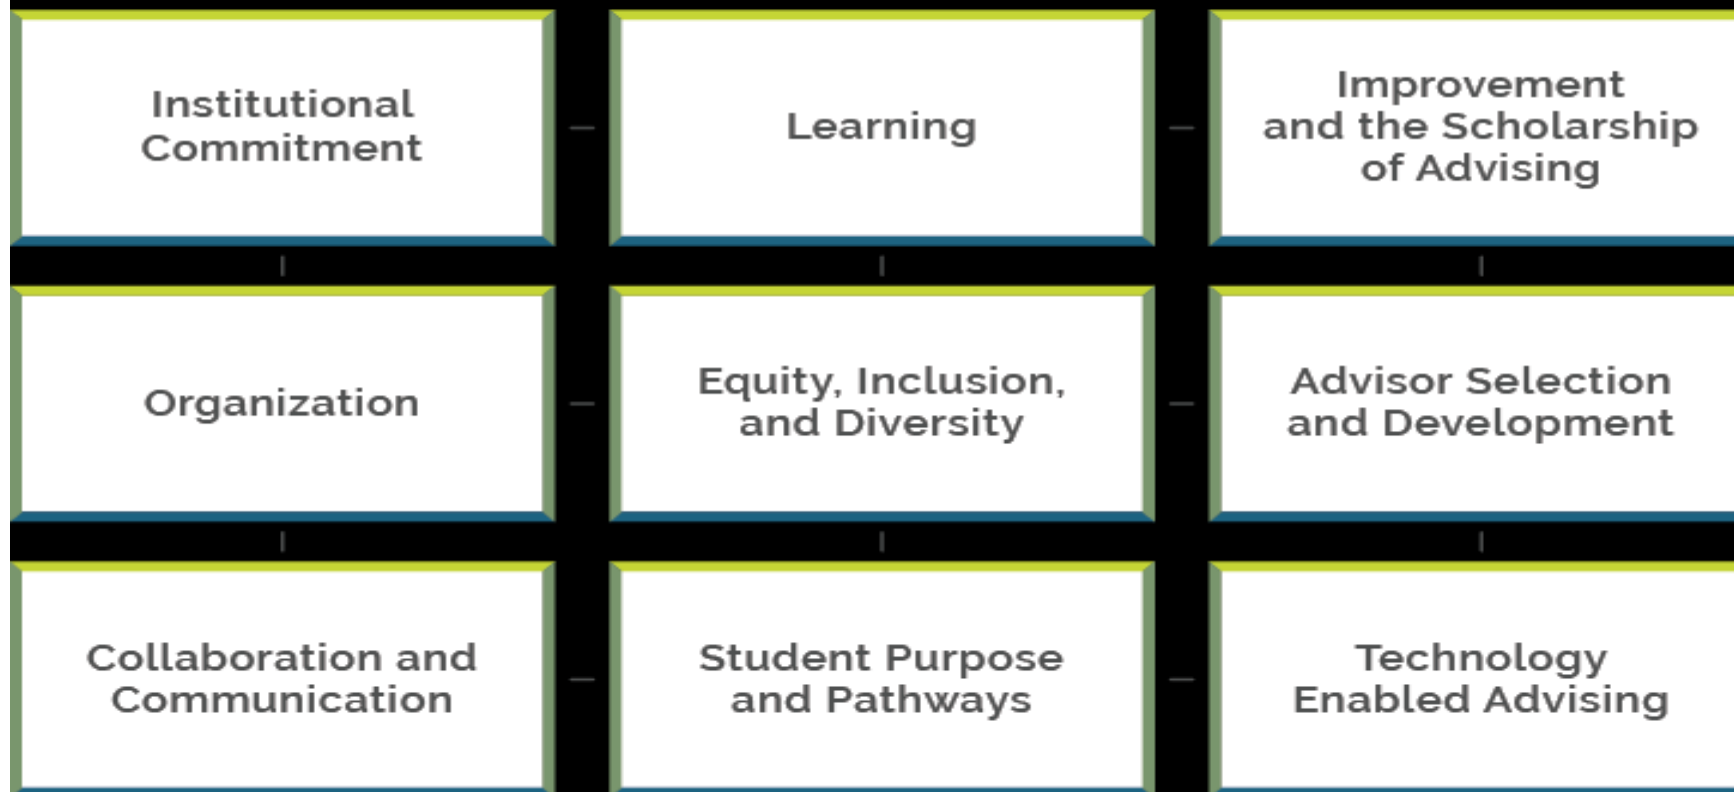 Institutional
Commitment
Learning
Improvement
and the Scholarship
of Advising
Organization
Equity, Inclusion,
and Diversity
Advisor Selection
and Development
Collaboration and
Communication
Student Purpose
and Pathways
Technology
Enabled Advising